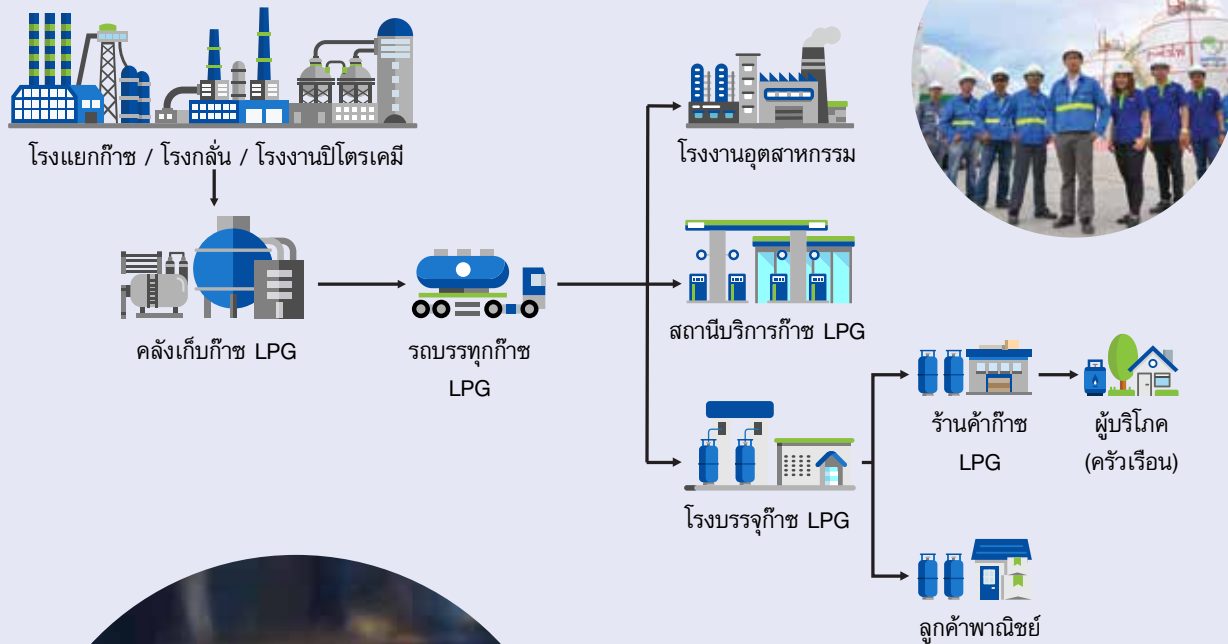 โรงแยกก๊าซ / โรงกลั่น / โรงงานปิโตรเคมี
โรงงานอุตสาหกรรม
คลังเก็บก๊าซ LPG
รถบรรทุกก๊าซ
LPG
สถานีบริการก๊าซ LPG
ร้านค้าก๊าซ
LPG
ผู้บริโภค
(ครัวเรือน)
โรงบรรจุก๊าซ LPG
ลูกค้าพาณิชย์